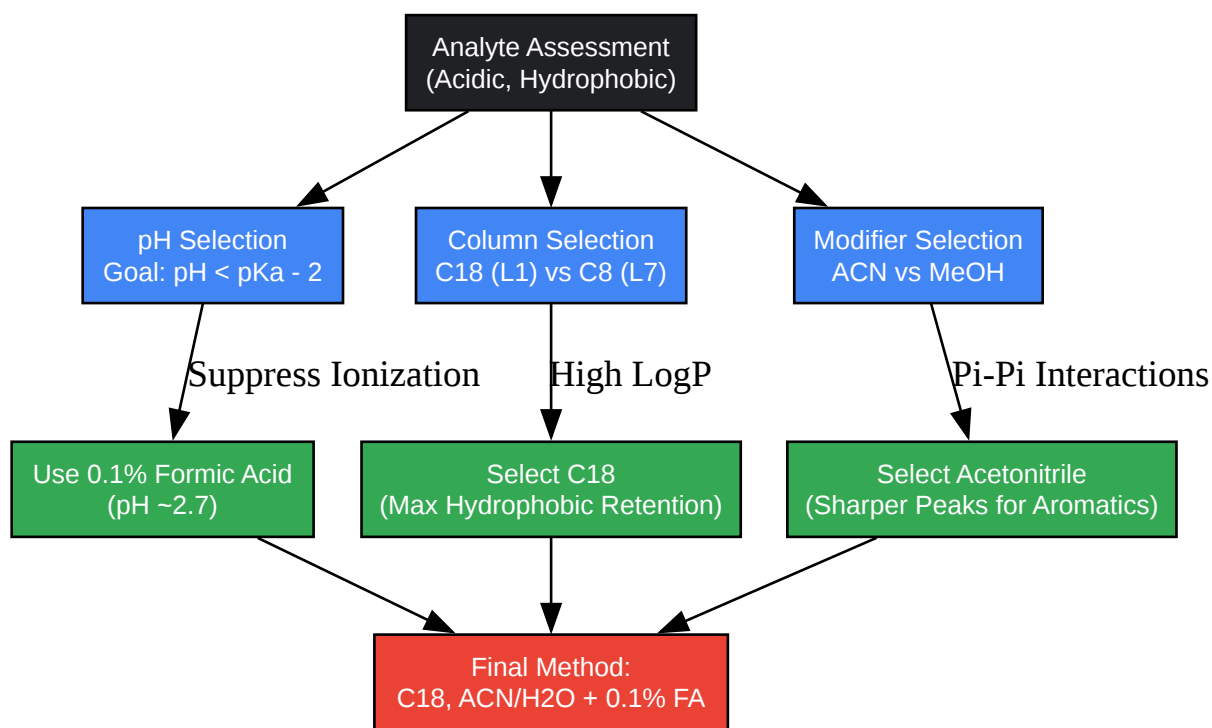 Analyte Assessment
(Acidic, Hydrophobic)
pH Selection
Goal: pH < pKa - 2
Column Selection
C18 (L1) vs C8 (L7)
Modifier Selection
ACN vs MeOH
Suppress Ionization
High LogP
Pi-Pi Interactions
Use 0.1% Formic Acid
(pH ~2.7)
Select C18
(Max Hydrophobic Retention)
Select Acetonitrile
(Sharper Peaks for Aromatics)
Final Method:
C18, ACN/H2O + 0.1% FA